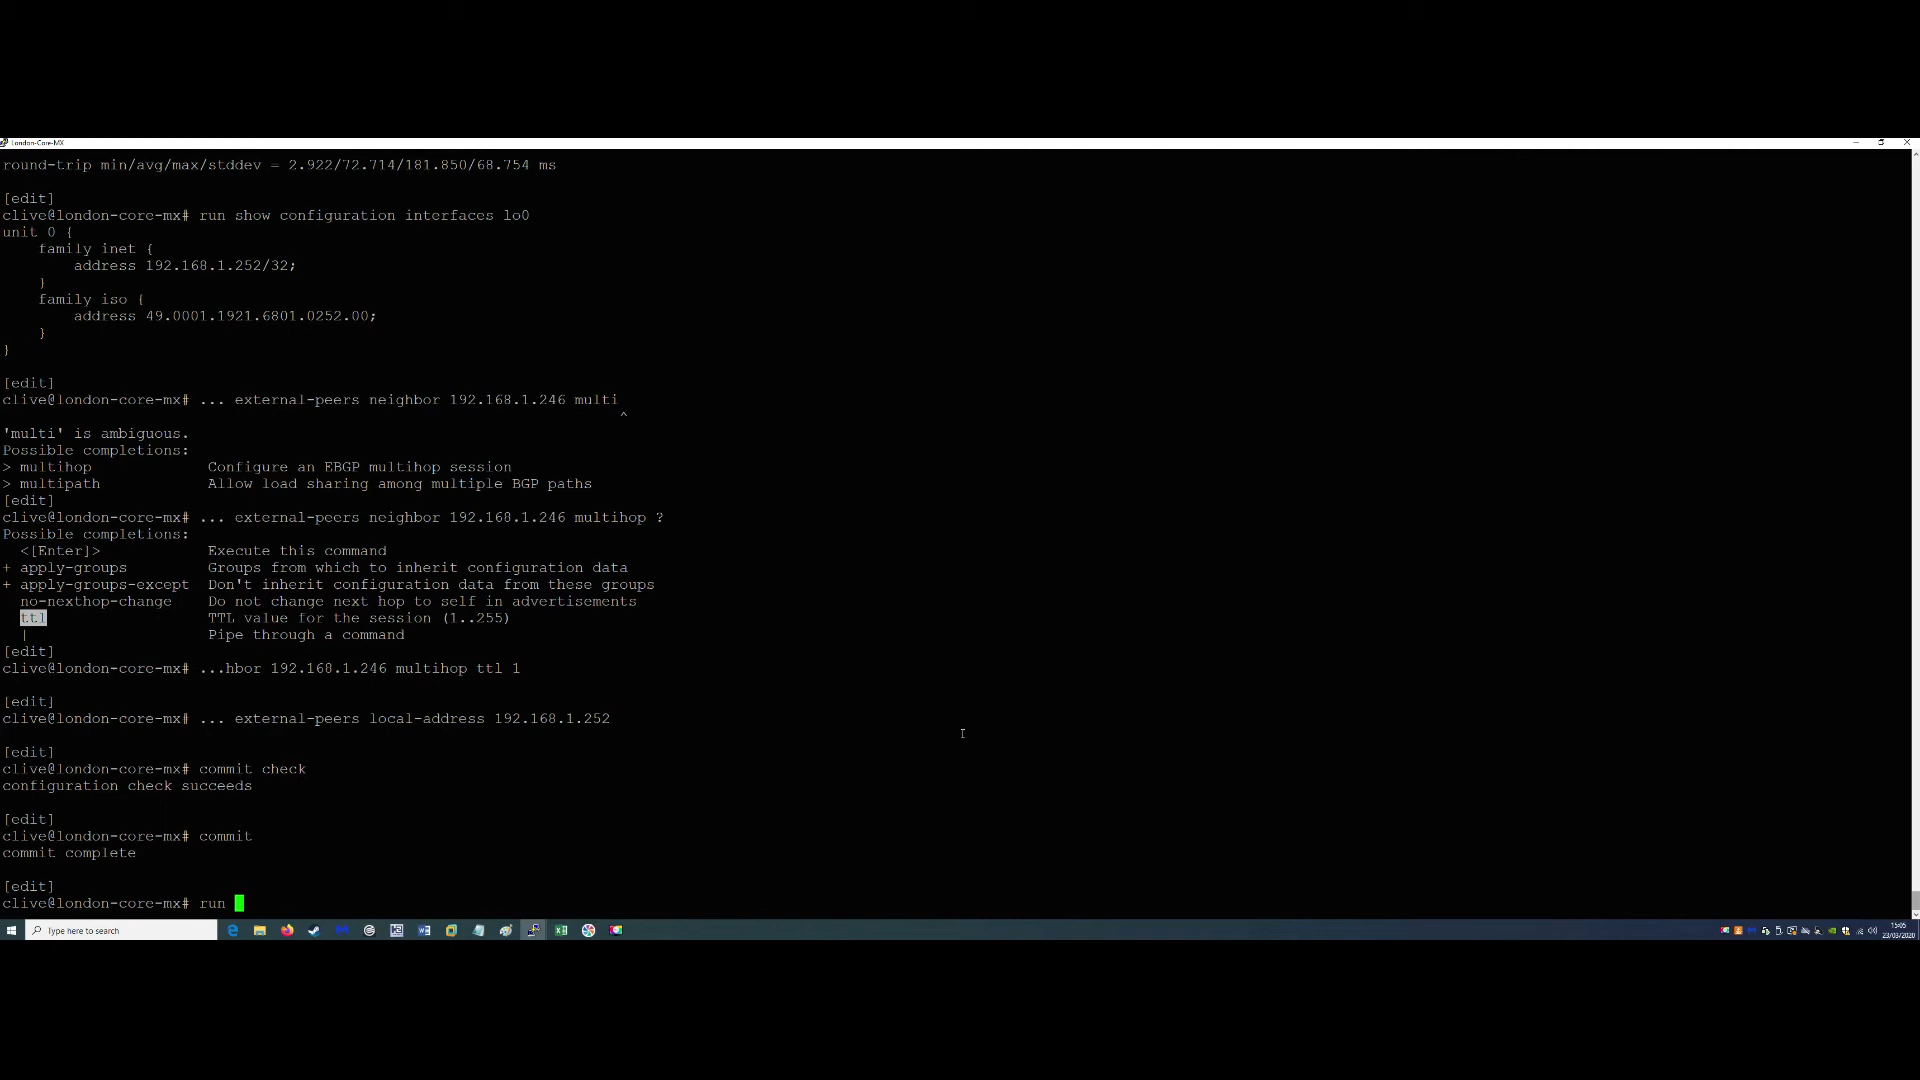 London-Core-MX
round-trip min/avg/max/stddev = 2.922/72.714/181.850/68.754 ms
[edit]
clive@london-core-mx# run show configuration interfaces lo0
unit 0 {
    family inet {
        address 192.168.1.252/32;
    }
    family iso {
        address 49.0001.1921.6801.0252.00;
    }
}
[edit]
clive@london-core-mx# ... external-peers neighbor 192.168.1.246 multi
^
'multi' is ambiguous.
Possible completions:
> multihop             Configure an EBGP multihop session
> multipath            Allow load sharing among multiple BGP paths
[edit]
clive@london-core-mx# ... external-peers neighbor 192.168.1.246 multihop ?
Possible completions:
  <[Enter]>            Execute this command
+ apply-groups         Groups from which to inherit configuration data
+ apply-groups-except  Don't inherit configuration data from these groups
  no-nexthop-change    Do not change next hop to self in advertisements
  ttl                  TTL value for the session (1..255)
  |                    Pipe through a command
[edit]
clive@london-core-mx# ...hbor 192.168.1.246 multihop ttl 1
[edit]
clive@london-core-mx# ... external-peers local-address 192.168.1.252
[edit]
clive@london-core-mx# commit check
configuration check succeeds
[edit]
clive@london-core-mx# commit
commit complete
[edit]
clive@london-core-mx# run
Type here to search
15:05
23/03/2020